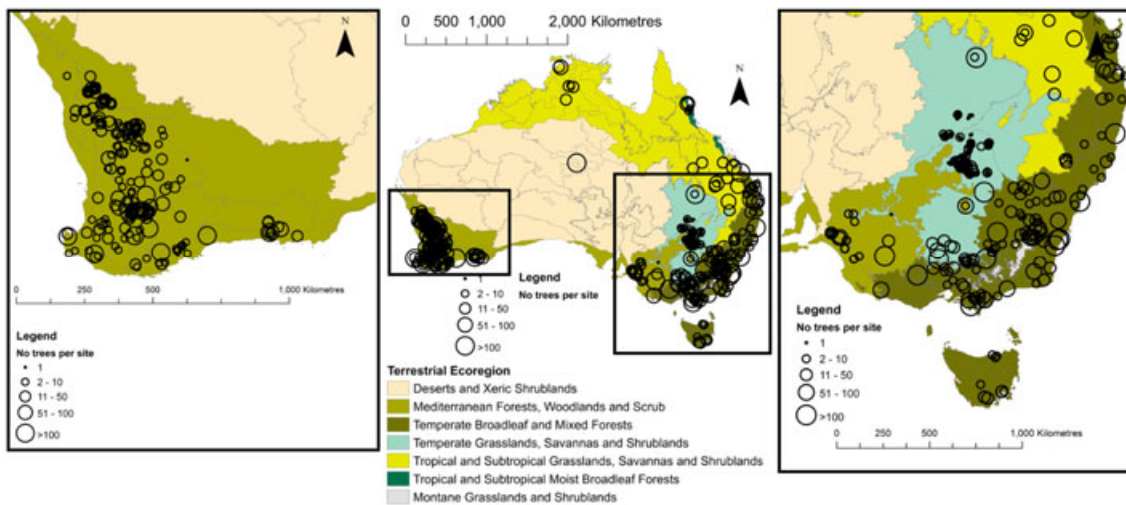 N
0 250 500 1,000 Kilometres
Legend
No trees per site
1
2 - 10
11 - 50
51 - 100
>100
0 500 1,000 2,000 Kilometres
N
Legend
1
No trees per site
2 - 10
11 - 50
51 - 100
>100
Terrestrial Ecoregion
Deserts and Xeric Shrublands
Mediterranean Forests, Woodlands and Scrub
Temperate Broadleaf and Mixed Forests
Temperate Grasslands, Savannas and Shrublands
Tropical and Subtropical Grasslands, Savannas and Shrublands
Tropical and Subtropical Moist Broadleaf Forests
Montane Grasslands and Shrublands
N
Legend
No trees per site
1
2 - 10
11 - 50
51 - 100
>100
0 250 500 1,000 Kilometres